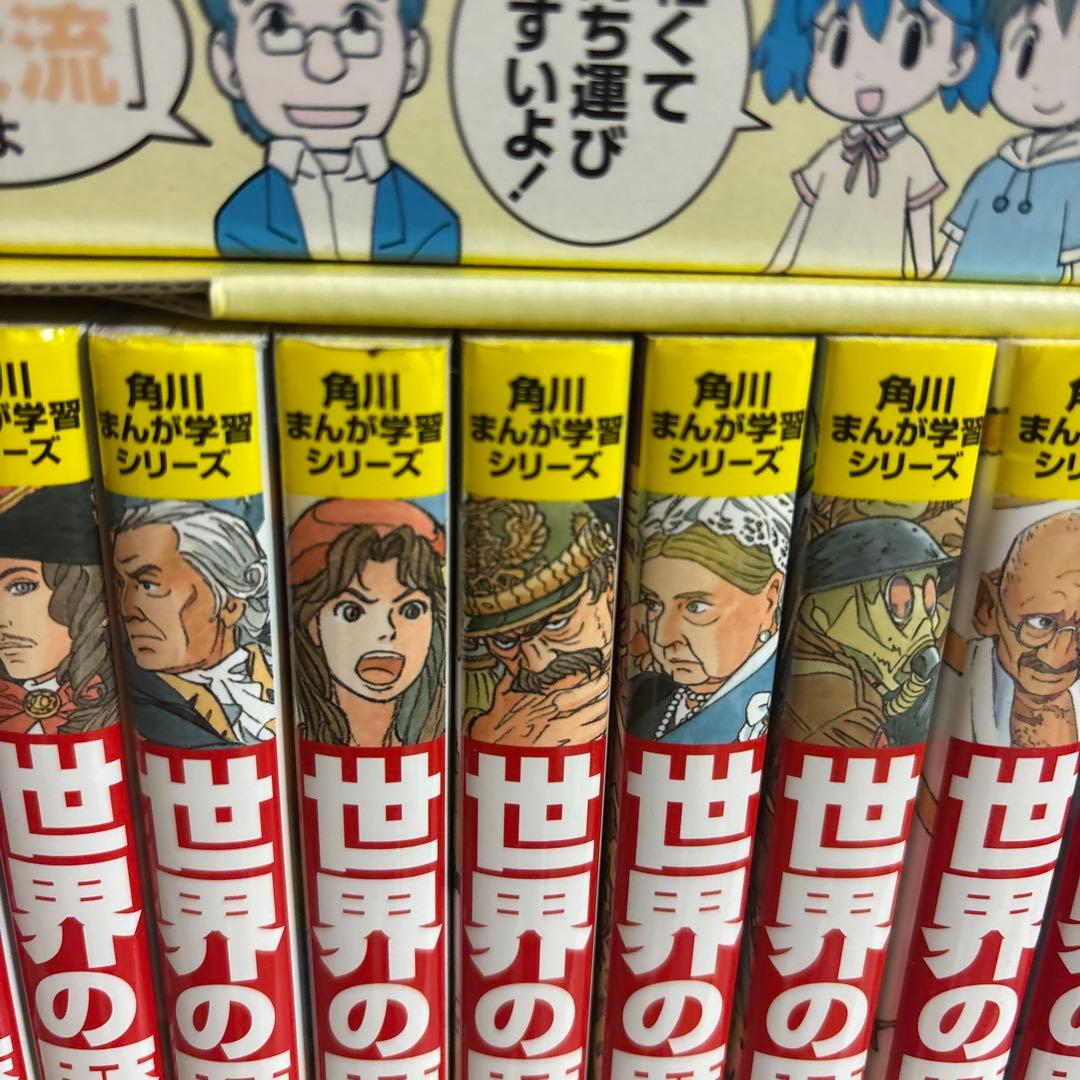 流」
よ
くて
ち運び
すいよ！
川
が学習
ーズ
世界の
角川
まんが学習
シリーズ
世界の
角川
まんが学習
シリーズ
世界の
角川
まんが学習
シリーズ
世界の
角川
まんが学習
シリーズ
世界の
角川
まんが学習
シリーズ
世界の
まん
シリ
世界の